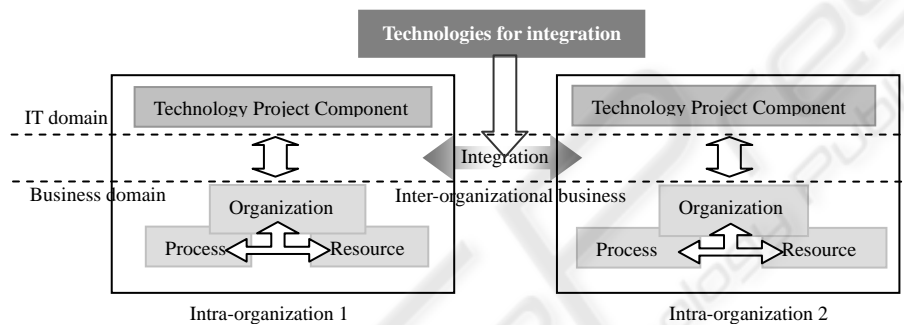 Technologies for integration
Technology Project Component
Technology Project Component
IT domain
Integration
Business domain
Inter-organizational business
Organization
Organization
Process
Resource
Process
Resource
Intra-organization 1
Intra-organization 2